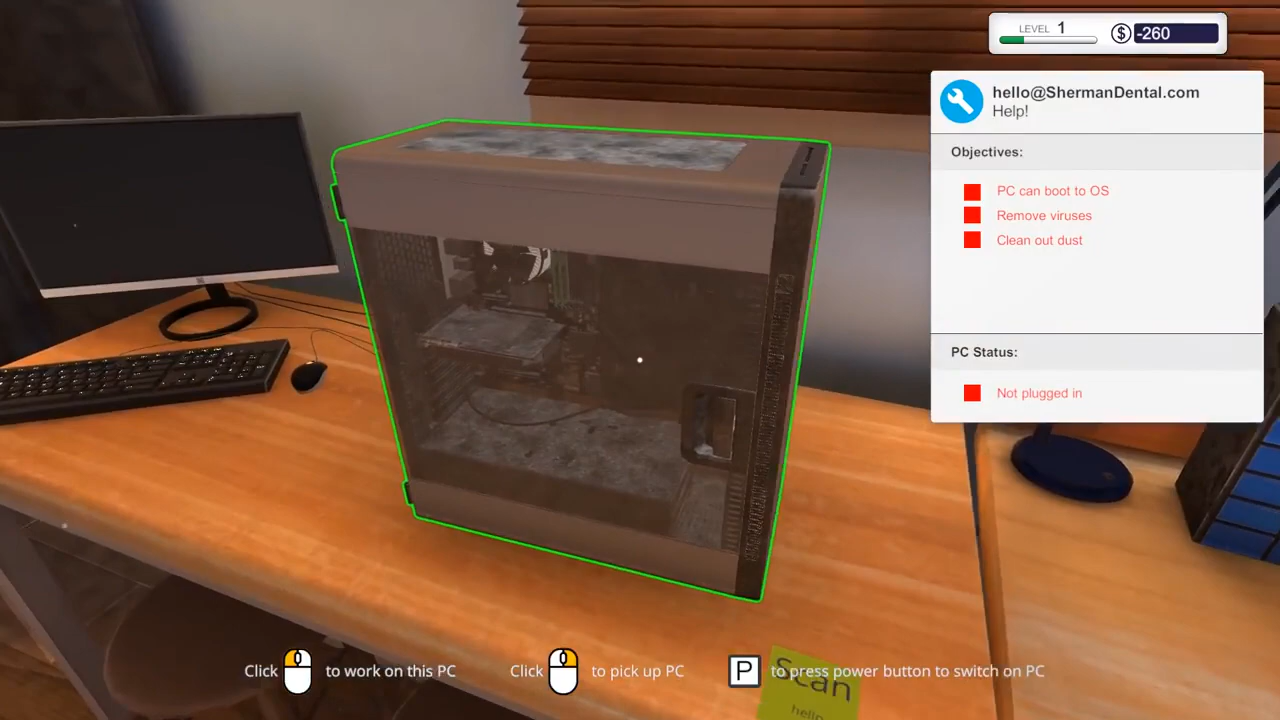 LEVEL 1
$ -260
hello@ShermanDental.com
Help!
Objectives:
PC can boot to OS
Remove viruses
Clean out dust
PC Status:
Not plugged in
Click to work on this PC
Click to pick up PC
P to press power button to switch on PC
Scan
hello